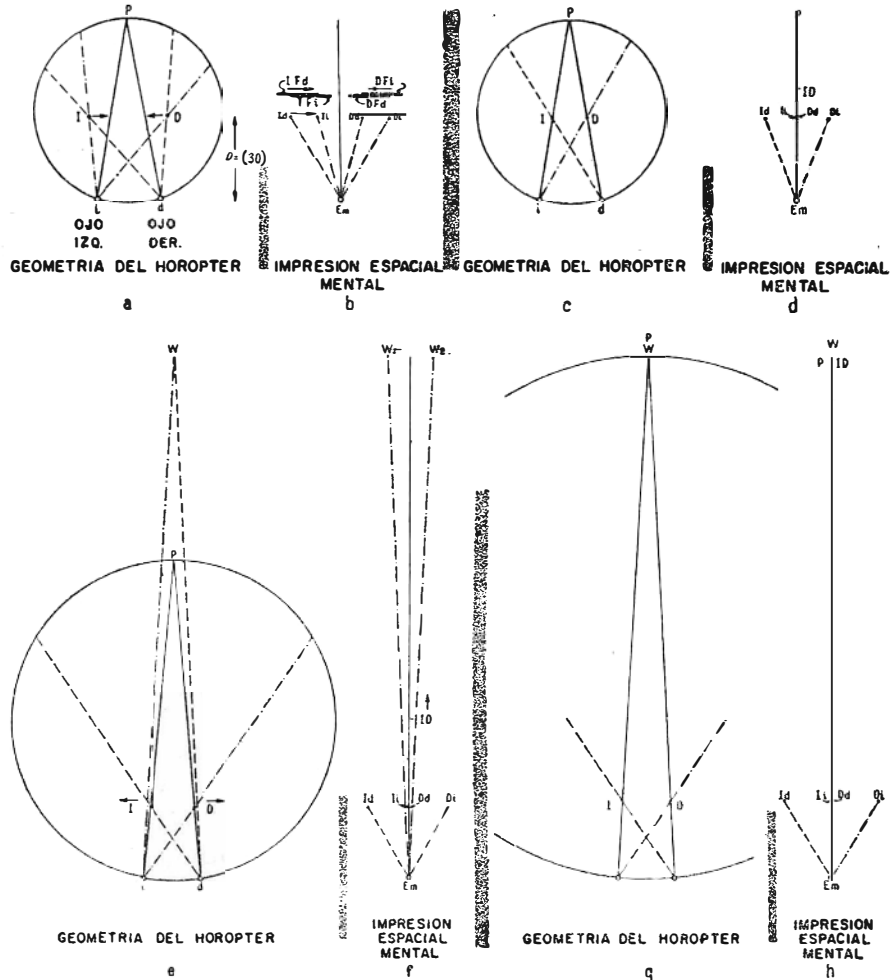 P
I
D
D = (30)
i
d
OJO
IZQ.
OJO
DER.
GEOMETRIA DEL HOROPTER
a
IFd
IFi
DFi
DFd
Id
Ii
Dd
Di
Em
IMPRESION ESPACIAL
MENTAL
b
P
I
D
i
d
GEOMETRIA DEL HOROPTER
c
P
ID
Id
Ii
Dd
Di
Em
IMPRESION ESPACIAL
MENTAL
d
W
P
I
D
i
d
GEOMETRIA DEL HOROPTER
e
W1
W2
ID
Id
Ii
Dd
Di
Em
IMPRESION
ESPACIAL
MENTAL
f
P
W
I
D
GEOMETRIA DEL HOROPTER
g
W
P
ID
Id
Ii
Dd
Di
Em
IMPRESION
ESPACIAL
MENTAL
h